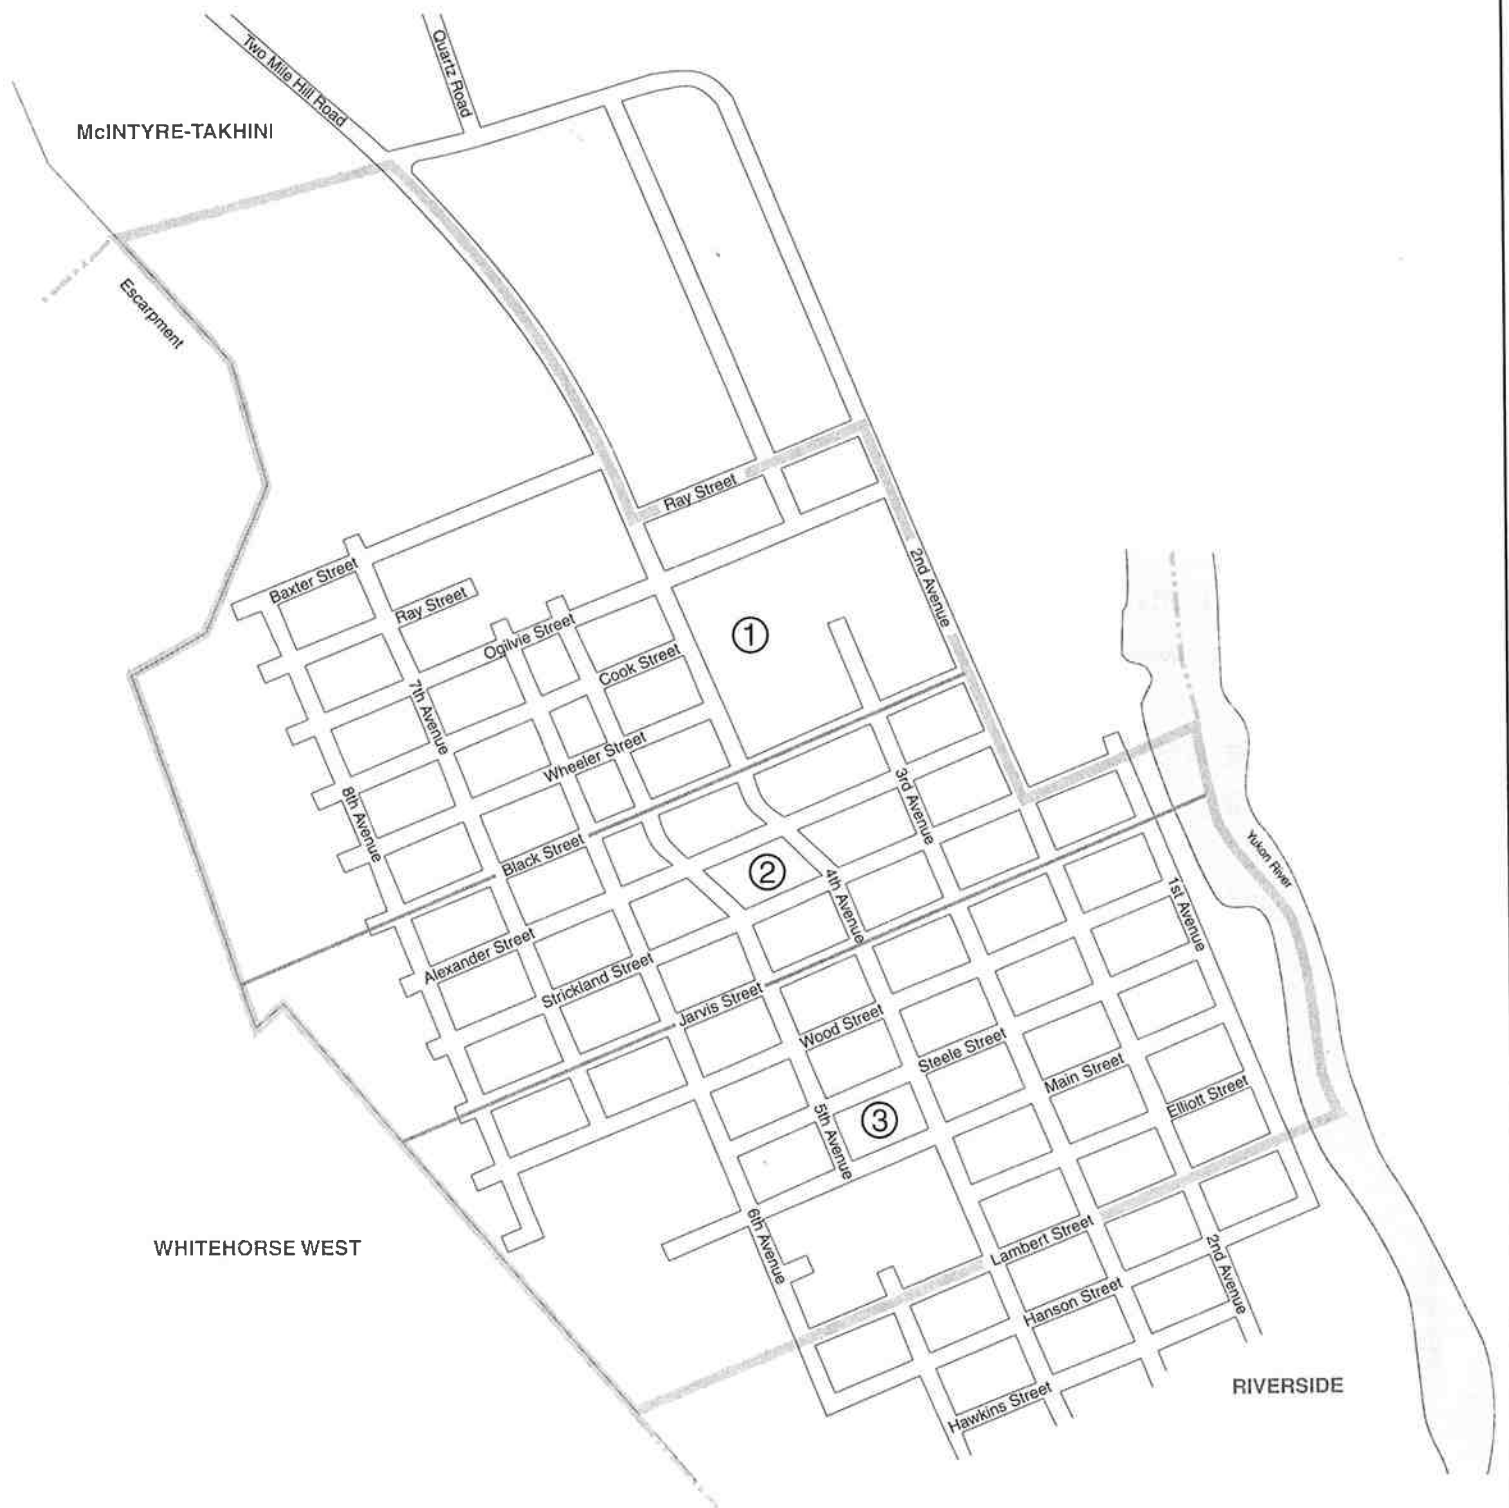 Two Mile Hill Road
Quartz Road
McINTYRE-TAKHINI
Escarpment
Ray Street
2nd Avenue
Baxter Street
Ray Street
Ogilvie Street
Cook Street
①
7th Avenue
Wheeler Street
8th Avenue
3rd Avenue
Black Street
②
4th Avenue
Yukon River
1st Avenue
Alexander Street
Strickland Street
Jarvis Street
Wood Street
Steele Street
Main Street
Elliott Street
5th Avenue
③
6th Avenue
WHITEHORSE WEST
Lambert Street
2nd Avenue
Hanson Street
Hawkins Street
RIVERSIDE